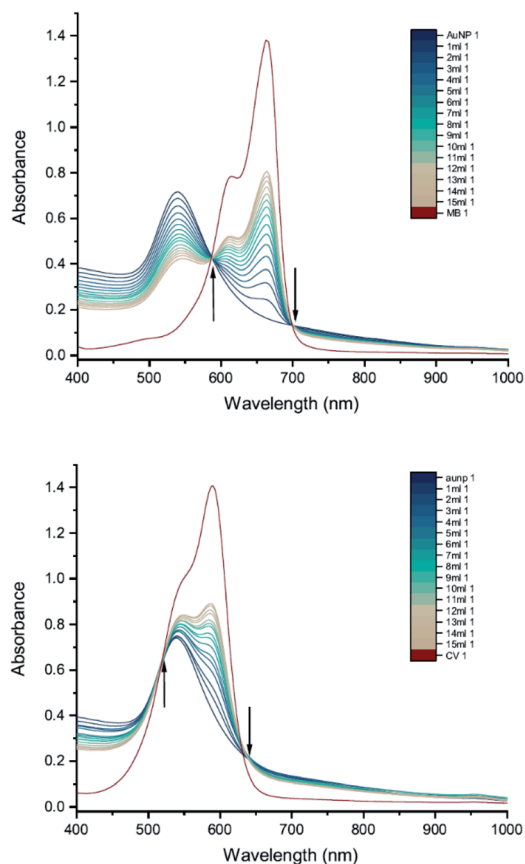 1.4
1.2
1.0
0.8
0.6
0.4
0.2
0.0
Absorbance
400 500 600 700 800 900 1000
Wavelength (nm)
AuNP 1
1ml 1
2ml 1
3ml 1
4ml 1
5ml 1
6ml 1
7ml 1
8ml 1
9ml 1
10ml 1
11ml 1
12ml 1
13ml 1
14ml 1
15ml 1
MB 1
1.4
1.2
1.0
0.8
0.6
0.4
0.2
0.0
Absorbance
400 500 600 700 800 900 1000
Wavelength (nm)
aunp 1
1ml 1
2ml 1
3ml 1
4ml 1
5ml 1
6ml 1
7ml 1
8ml 1
9ml 1
10ml 1
11ml 1
12ml 1
13ml 1
14ml 1
15ml 1
CV 1